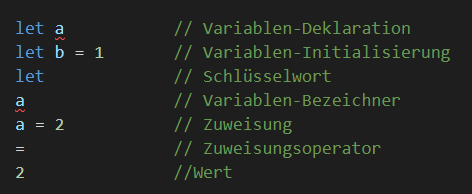 let a // Variablen-Deklaration
let b = 1 // Variablen-Initialisierung
let // Schlüsselwort
a // Variablen-Bezeichner
a = 2 // Zuweisung
= // Zuweisungsoperator
2 //Wert